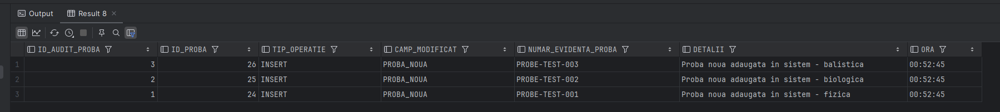 Output Result 8
ID_AUDIT_PROBA ID_PROBA TIP_OPERATIE CAMP_MODIFICAT NUMAR_EVIDENTA_PROBA DETALII ORA
1 3 26 INSERT PROBA_NOUA PROBE-TEST-003 Proba noua adaugata in sistem - balistica 00:52:45
2 2 25 INSERT PROBA_NOUA PROBE-TEST-002 Proba noua adaugata in sistem - biologica 00:52:45
3 1 24 INSERT PROBA_NOUA PROBE-TEST-001 Proba noua adaugata in sistem - fizica 00:52:45